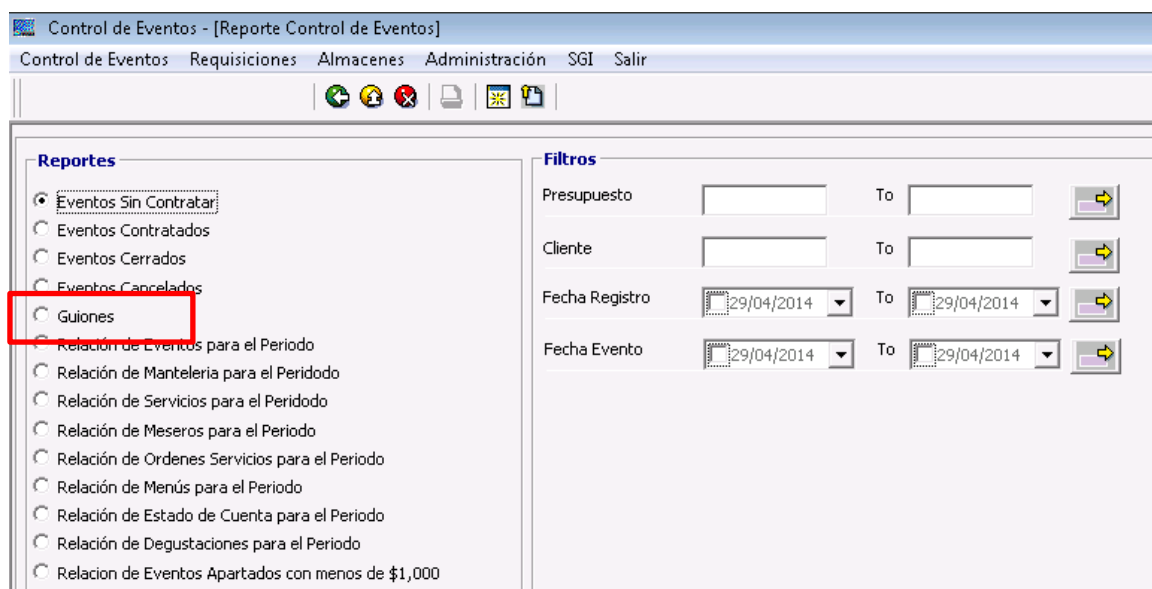 Control de Eventos - [Reporte Control de Eventos]
Control de Eventos Requisiciones Almacenes Administración SGI Salir
Reportes
Eventos Sin Contratar
Eventos Contratados
Eventos Cerrados
Eventos Cancelados
Guiones
Relación de Eventos para el Periodo
Relación de Manteleria para el Peridodo
Relación de Servicios para el Peridodo
Relación de Meseros para el Periodo
Relación de Ordenes Servicios para el Periodo
Relación de Menús para el Periodo
Relación de Estado de Cuenta para el Periodo
Relación de Degustaciones para el Periodo
Relacion de Eventos Apartados con menos de $1,000
Filtros
Presupuesto To
Cliente To
Fecha Registro 29/04/2014 To 29/04/2014
Fecha Evento 29/04/2014 To 29/04/2014